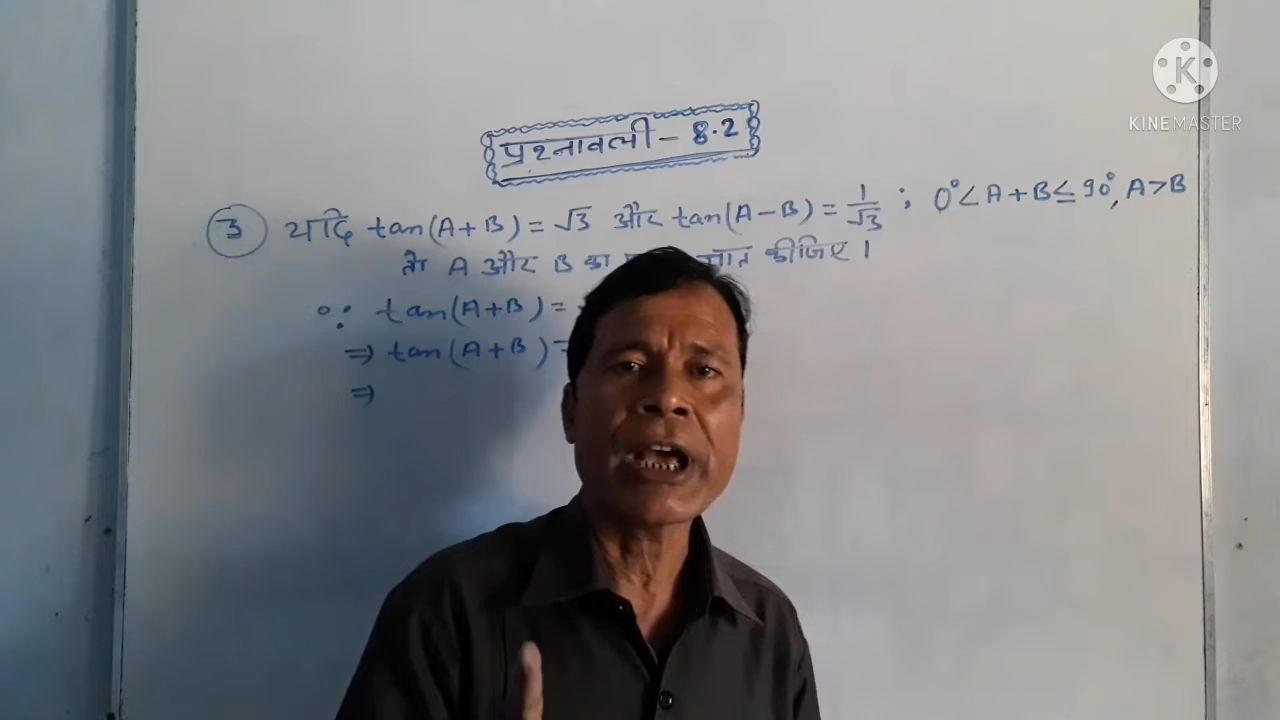 K
KINEMASTER
प्रश्नावली - 8.2
3 यदि tan(A+B) = √3 और tan(A-B) = 1/√3 ; 0° < A+B ≤ 90°, A>B
तो A और B का कीजिए ।
∵ tan(A+B) =
⇒ tan(A+B) =
⇒